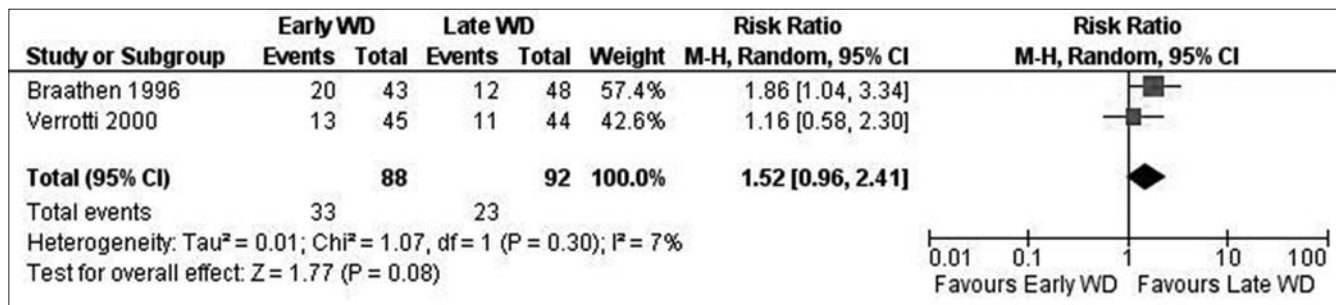 Early WD Late WD Risk Ratio Risk Ratio
Study or Subgroup Events Total Events Total Weight M-H, Random, 95% CI M-H, Random, 95% CI
Braathen 1996 20 43 12 48 57.4% 1.86 [1.04, 3.34]
Verrotti 2000 13 45 11 44 42.6% 1.16 [0.58, 2.30]
Total (95% CI) 88 92 100.0% 1.52 [0.96, 2.41]
Total events 33 23
Heterogeneity: Tau² = 0.01; Chi² = 1.07, df = 1 (P = 0.30); I² = 7%
Test for overall effect: Z = 1.77 (P = 0.08)
0.01 0.1 1 10 100
Favours Early WD Favours Late WD